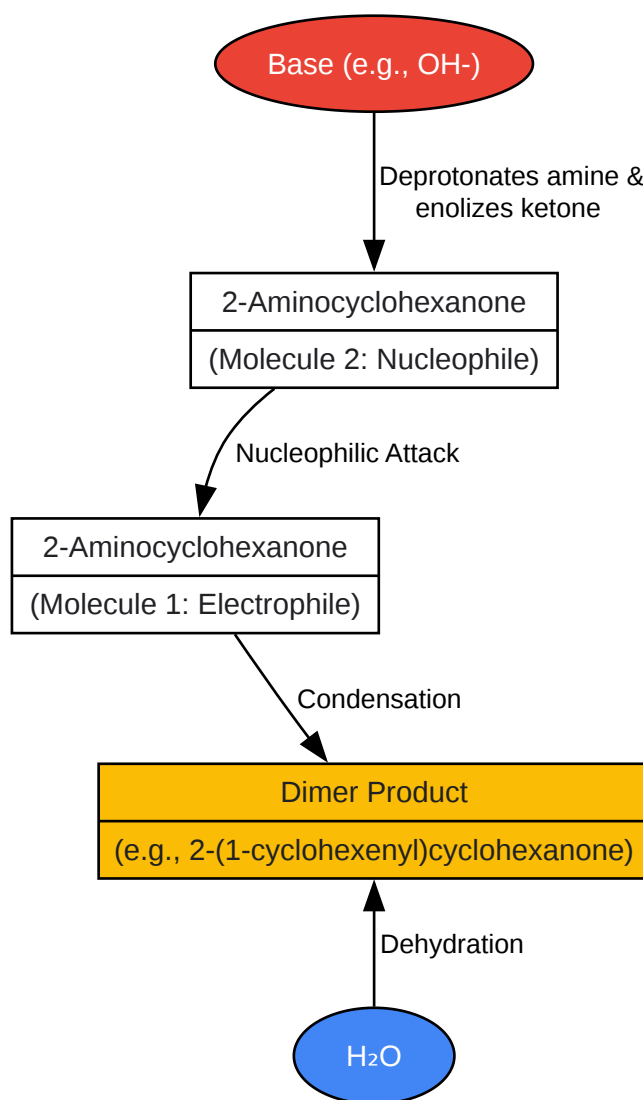 Base (e.g., OH-)
Deprotonates amine &
enolizes ketone
2-Aminocyclohexanone
(Molecule 2: Nucleophile)
Nucleophilic Attack
2-Aminocyclohexanone
(Molecule 1: Electrophile)
Condensation
Dimer Product
(e.g., 2-(1-cyclohexenyl)cyclohexanone)
Dehydration
H₂O